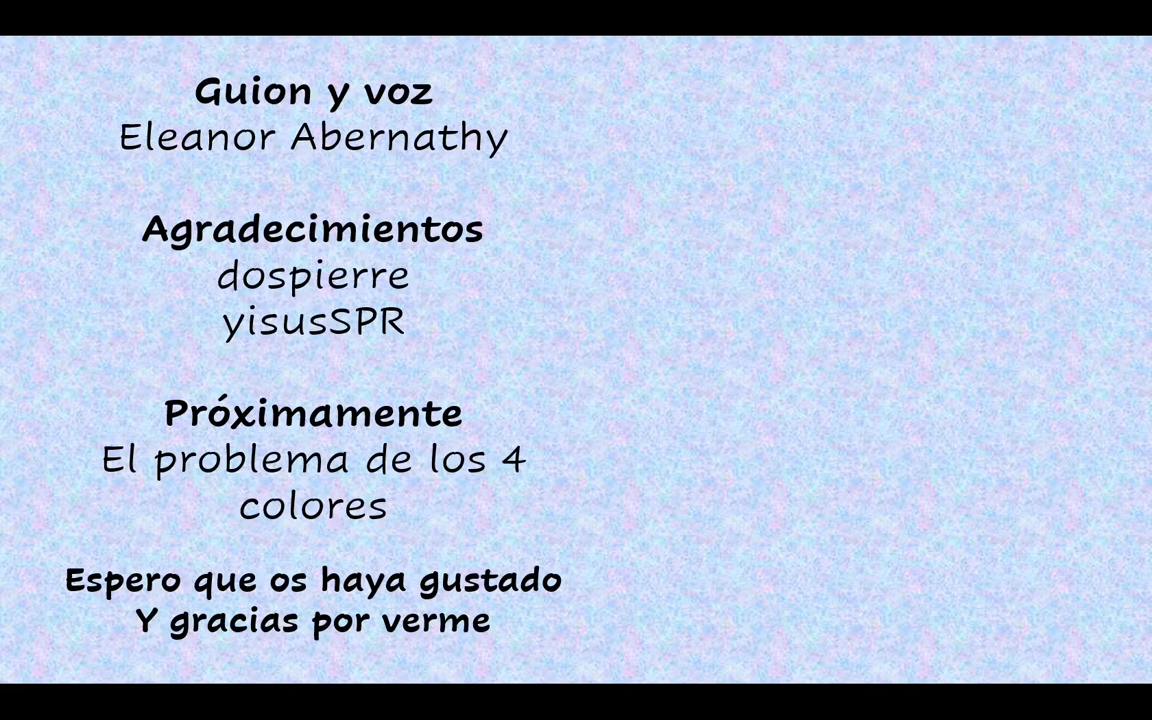 Guion y voz
Eleanor Abernathy
Agradecimientos
dospierre
yisusSPR
Próximamente
El problema de los 4
colores
Espero que os haya gustado
Y gracias por verme